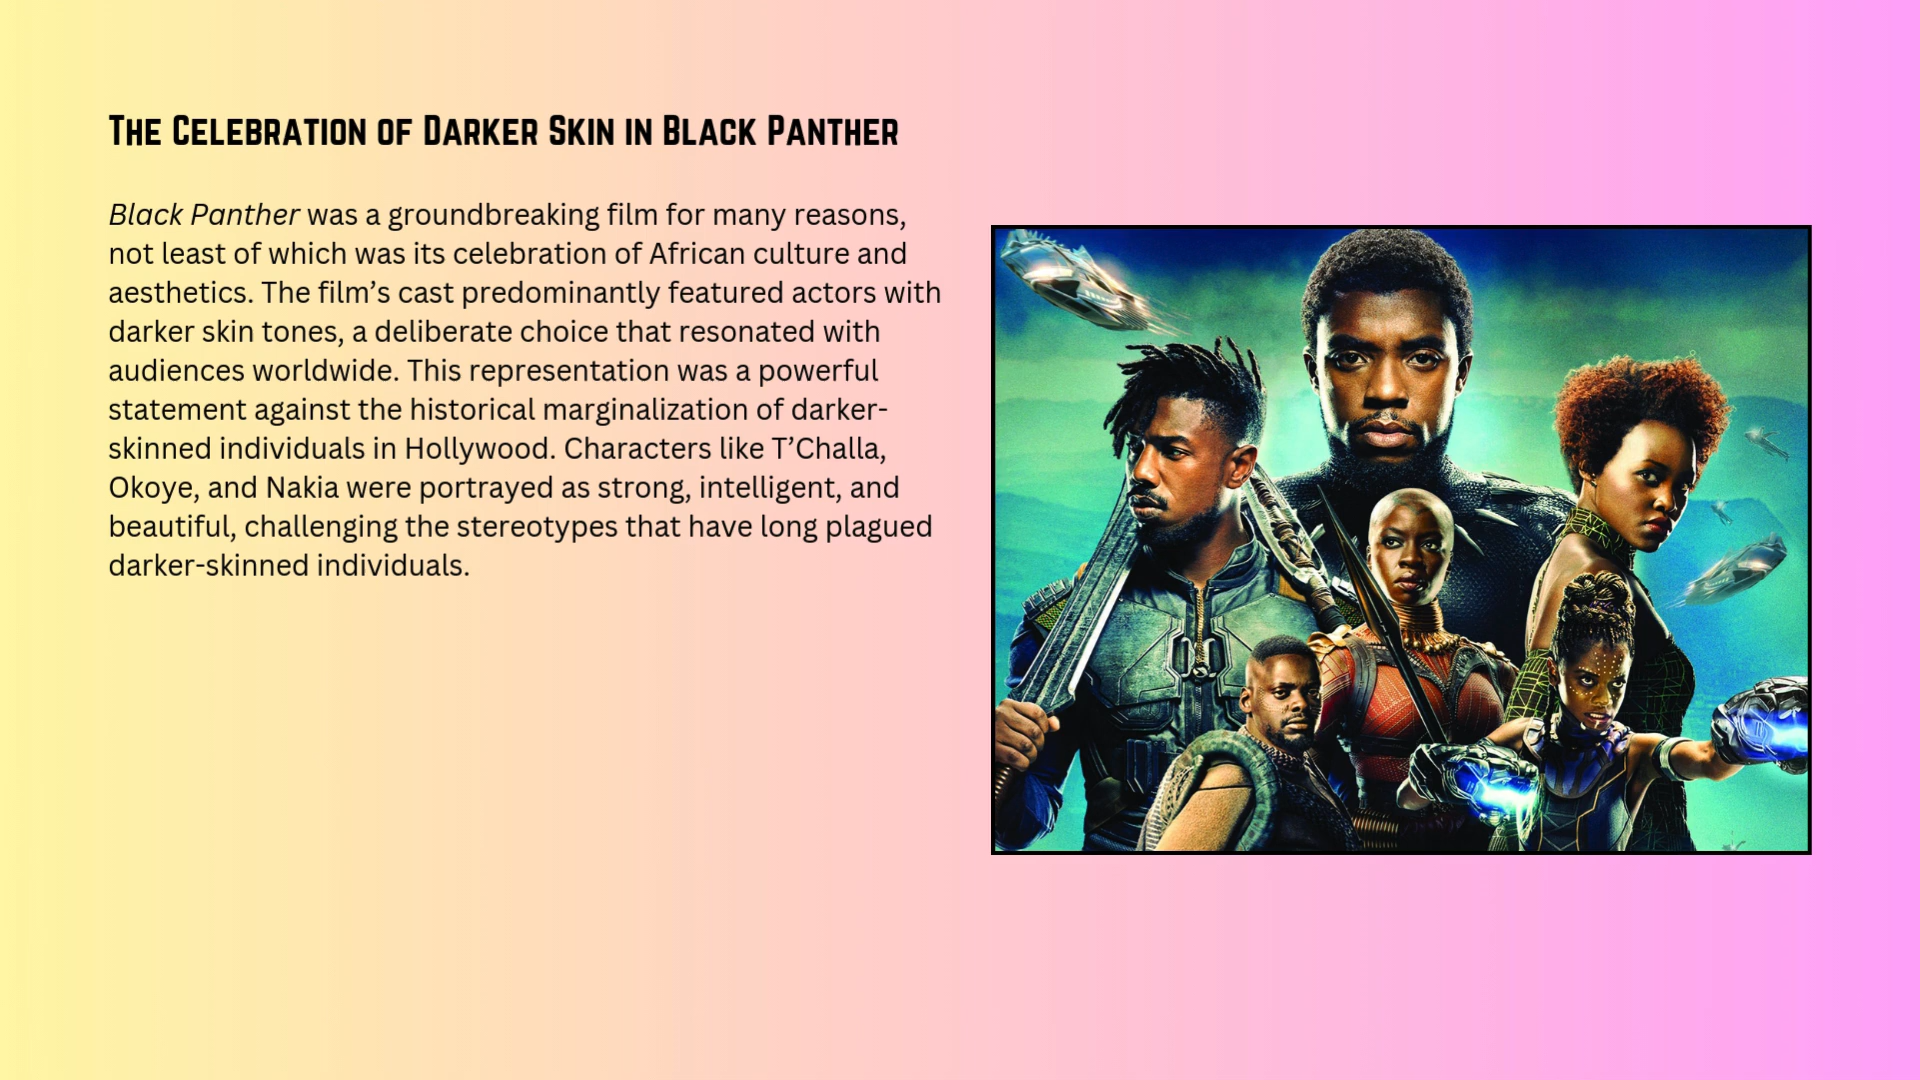 The Celebration of Darker Skin in Black Panther
Black Panther was a groundbreaking film for many reasons,
not least of which was its celebration of African culture and
aesthetics. The film’s cast predominantly featured actors with
darker skin tones, a deliberate choice that resonated with
audiences worldwide. This representation was a powerful
statement against the historical marginalization of darker-
skinned individuals in Hollywood. Characters like T’Challa,
Okoye, and Nakia were portrayed as strong, intelligent, and
beautiful, challenging the stereotypes that have long plagued
darker-skinned individuals.